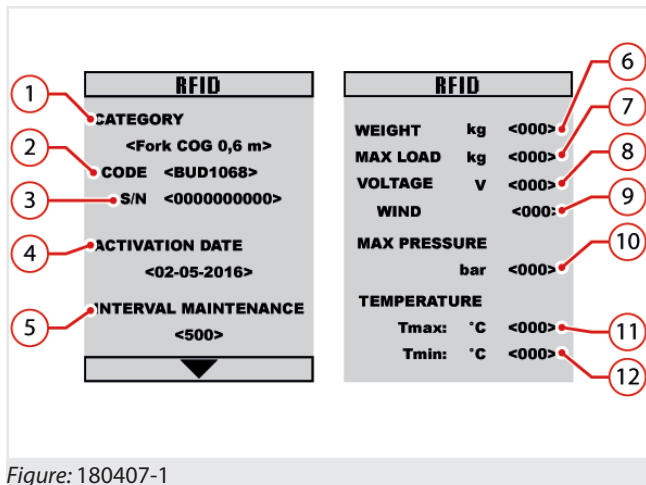 RFID
1
CATEGORY
<Fork COG 0,6 m>
2
CODE <BUD1068>
3
S/N <0000000000>
4
ACTIVATION DATE
<02-05-2016>
5
INTERVAL MAINTENANCE
<500>
RFID
WEIGHT kg <000> 6
MAX LOAD kg <000> 7
VOLTAGE V <000> 8
WIND <000> 9
MAX PRESSURE
bar <000> 10
TEMPERATURE
Tmax: °C <000> 11
Tmin: °C <000> 12
Figure: 180407-1